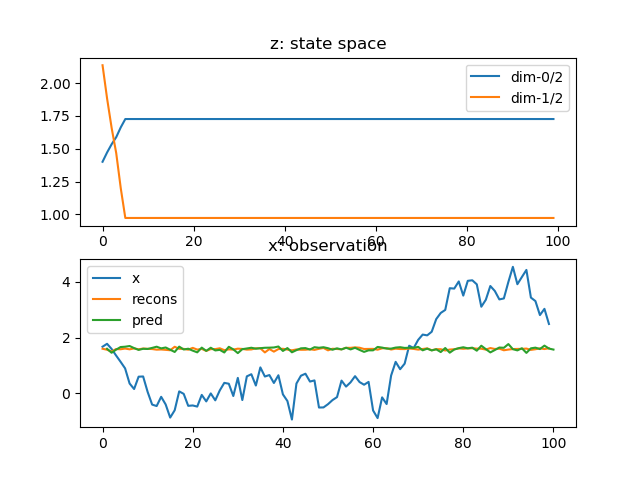 z: state space
2.00
1.75
1.50
1.25
1.00
dim-0/2
dim-1/2
0 20 40 60 80 100
x: observation
4
2
0
x
recons
pred
0 20 40 60 80 100